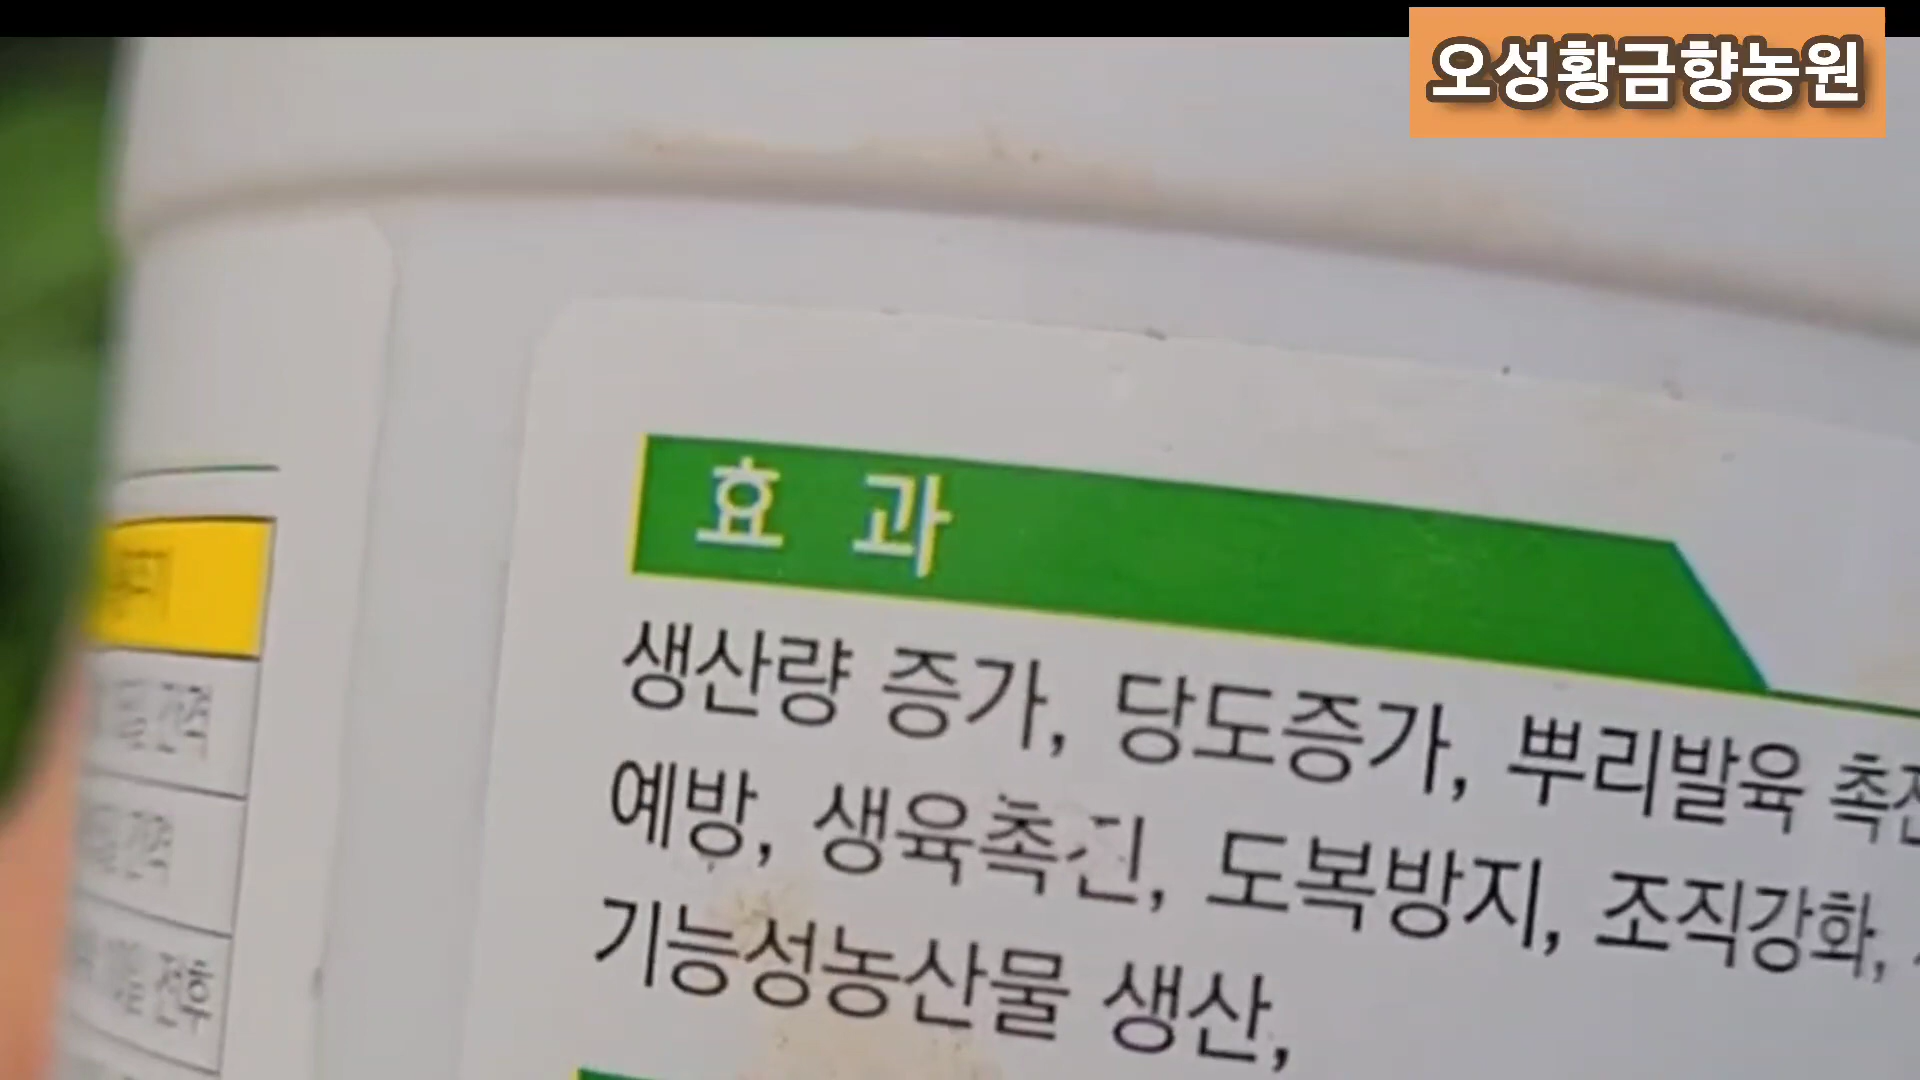 오성황금향농원
효 과
생산량 증가, 당도증가, 뿌리발육
예방, 생육촉진, 도복방지, 조직강화,
기능성농산물 생산,